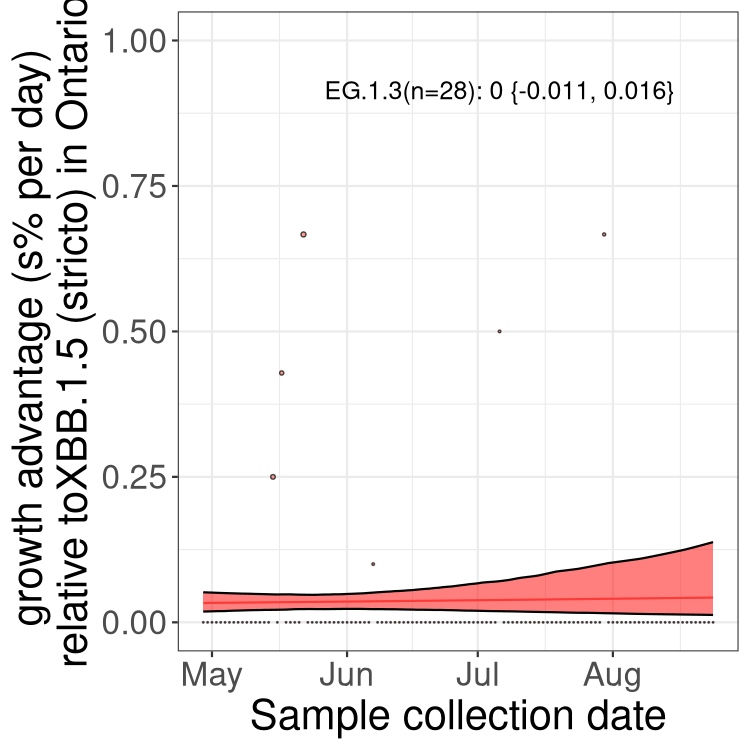 growth advantage (s% per day)
relative toXBB.1.5 (stricto) in Ontario
1.00
0.75
0.50
0.25
0.00
EG.1.3(n=28): 0 {-0.011, 0.016}
May Jun Jul Aug
Sample collection date